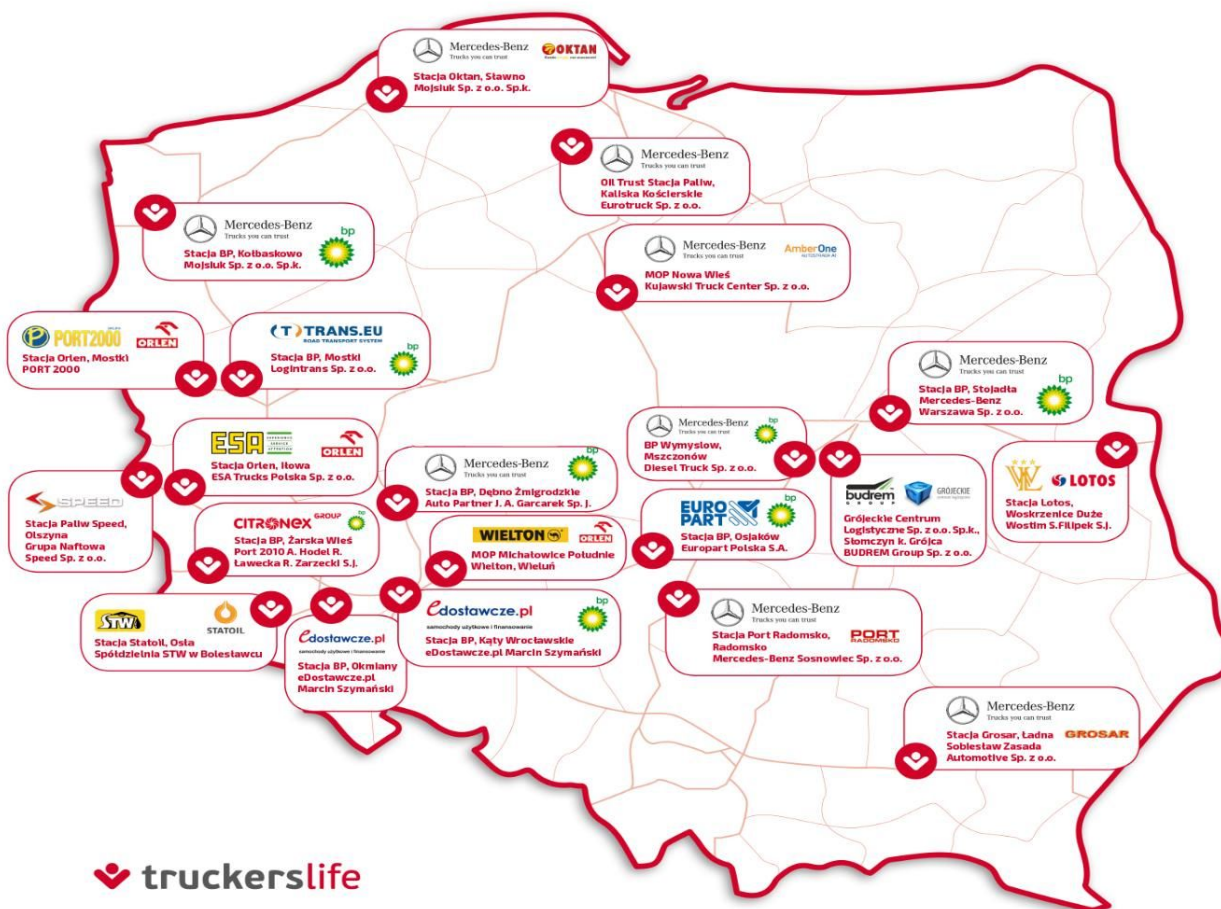 Mercedes-Benz
Trucks you can trust
OKTAN
Stacja Oktan, Sławno
Mojsiuk Sp. z o.o. Sp.k.
Mercedes-Benz
Trucks you can trust
Oil Trust Stacja Paliw,
Kaliska Kościerskie
Eurotruck Sp. z o.o.
Mercedes-Benz
Trucks you can trust
bp
Stacja BP, Kołbaskowo
Mojsiuk Sp. z o.o. Sp.k.
Mercedes-Benz
Trucks you can trust
AmberOne
MOP Nowa Wieś
Kujawski Truck Center Sp. z o.o.
PORT2000
ORLEN
Stacja Orlen, Mostki
PORT 2000
(T) TRANS.EU
ROAD TRANSPORT SYSTEM
bp
Stacja BP, Mostki
Logintrans Sp. z o.o.
Mercedes-Benz
Trucks you can trust
bp
Stacja BP, Stojadła
Mercedes-Benz
Warszawa Sp. z o.o.
ESA
ORLEN
Stacja Orlen, Iłowa
ESA Trucks Polska Sp. z o.o.
Mercedes-Benz
Trucks you can trust
bp
Stacja BP, Dębno Żmigrodzkie
Auto Partner J. A. Garcarek Sp. J.
Mercedes-Benz
Trucks you can trust
bp
BP Wymysłow,
Mszczonów
Diesel Truck Sp. z o.o.
budrem
GROUP
GRÓJECKIE
Grójeckie Centrum
Logistyczne Sp. z o.o. Sp.k.,
Słomczyn k. Grójca
BUDREM Group Sp. z o.o.
LOTOS
Stacja Lotos,
Woskrzenice Duże
Wostim S.Filipek S.J.
SPEED
Stacja Paliw Speed,
Olszyna
Grupa Naftowa
Speed Sp. z o.o.
CITRONEX GROUP
bp
Stacja BP, Żarska Wieś
Port 2010 A. Hodel R.
Ławecka R. Zarzecki S.J.
WIELTON
ORLEN
MOP Michałowice Południe
Wielton, Wieluń
EURO
PART
bp
Stacja BP, Osjaków
Europart Polska S.A.
STW
STATOIL
Stacja Statoil, Osła
Spółdzielnia STW w Bolesławcu
edostawcze.pl
samochody użytkowe i finansowanie
Stacja BP, Okmiany
eDostawcze.pl
Marcin Szymański
edostawcze.pl
samochody użytkowe i finansowanie
bp
Stacja BP, Kąty Wrocławskie
eDostawcze.pl Marcin Szymański
Mercedes-Benz
Trucks you can trust
PORT
RADOMSKO
Stacja Port Radomsko,
Radomsko
Mercedes-Benz Sosnowiec Sp. z o.o.
Mercedes-Benz
Trucks you can trust
GROSAR
Stacja Grosar, Ładna
Sobiesław Zasada
Automotive Sp. z o.o.
truckerslife